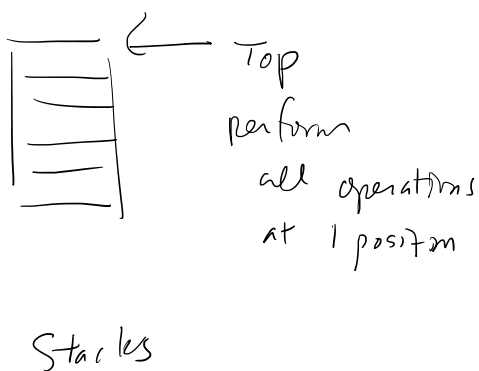 Top
perform
all operations
at 1 position
Stacks